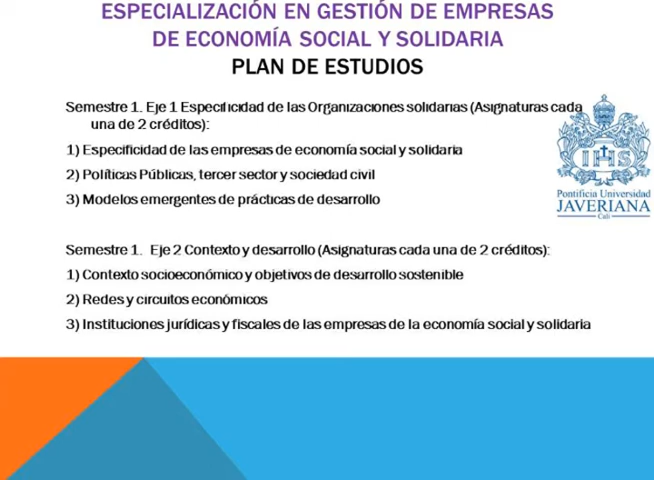 ESPECIALIZACIÓN EN GESTIÓN DE EMPRESAS
DE ECONOMÍA SOCIAL Y SOLIDARIA
PLAN DE ESTUDIOS
Semestre 1. Eje 1 Especificidad de las Organizaciones solidarias (Asignaturas cada
una de 2 créditos):
1) Especificidad de las empresas de economía social y solidaria
2) Políticas Públicas, tercer sector y sociedad civil
3) Modelos emergentes de prácticas de desarrollo
IHS
Pontificia Universidad
JAVERIANA
Cali
Semestre 1. Eje 2 Contexto y desarrollo (Asignaturas cada una de 2 créditos):
1) Contexto socioeconómico y objetivos de desarrollo sostenible
2) Redes y circuitos económicos
3) Instituciones jurídicas y fiscales de las empresas de la economía social y solidaria